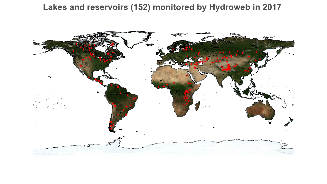 Lakes and reservoirs (152) monitored by Hydroweb in 2017